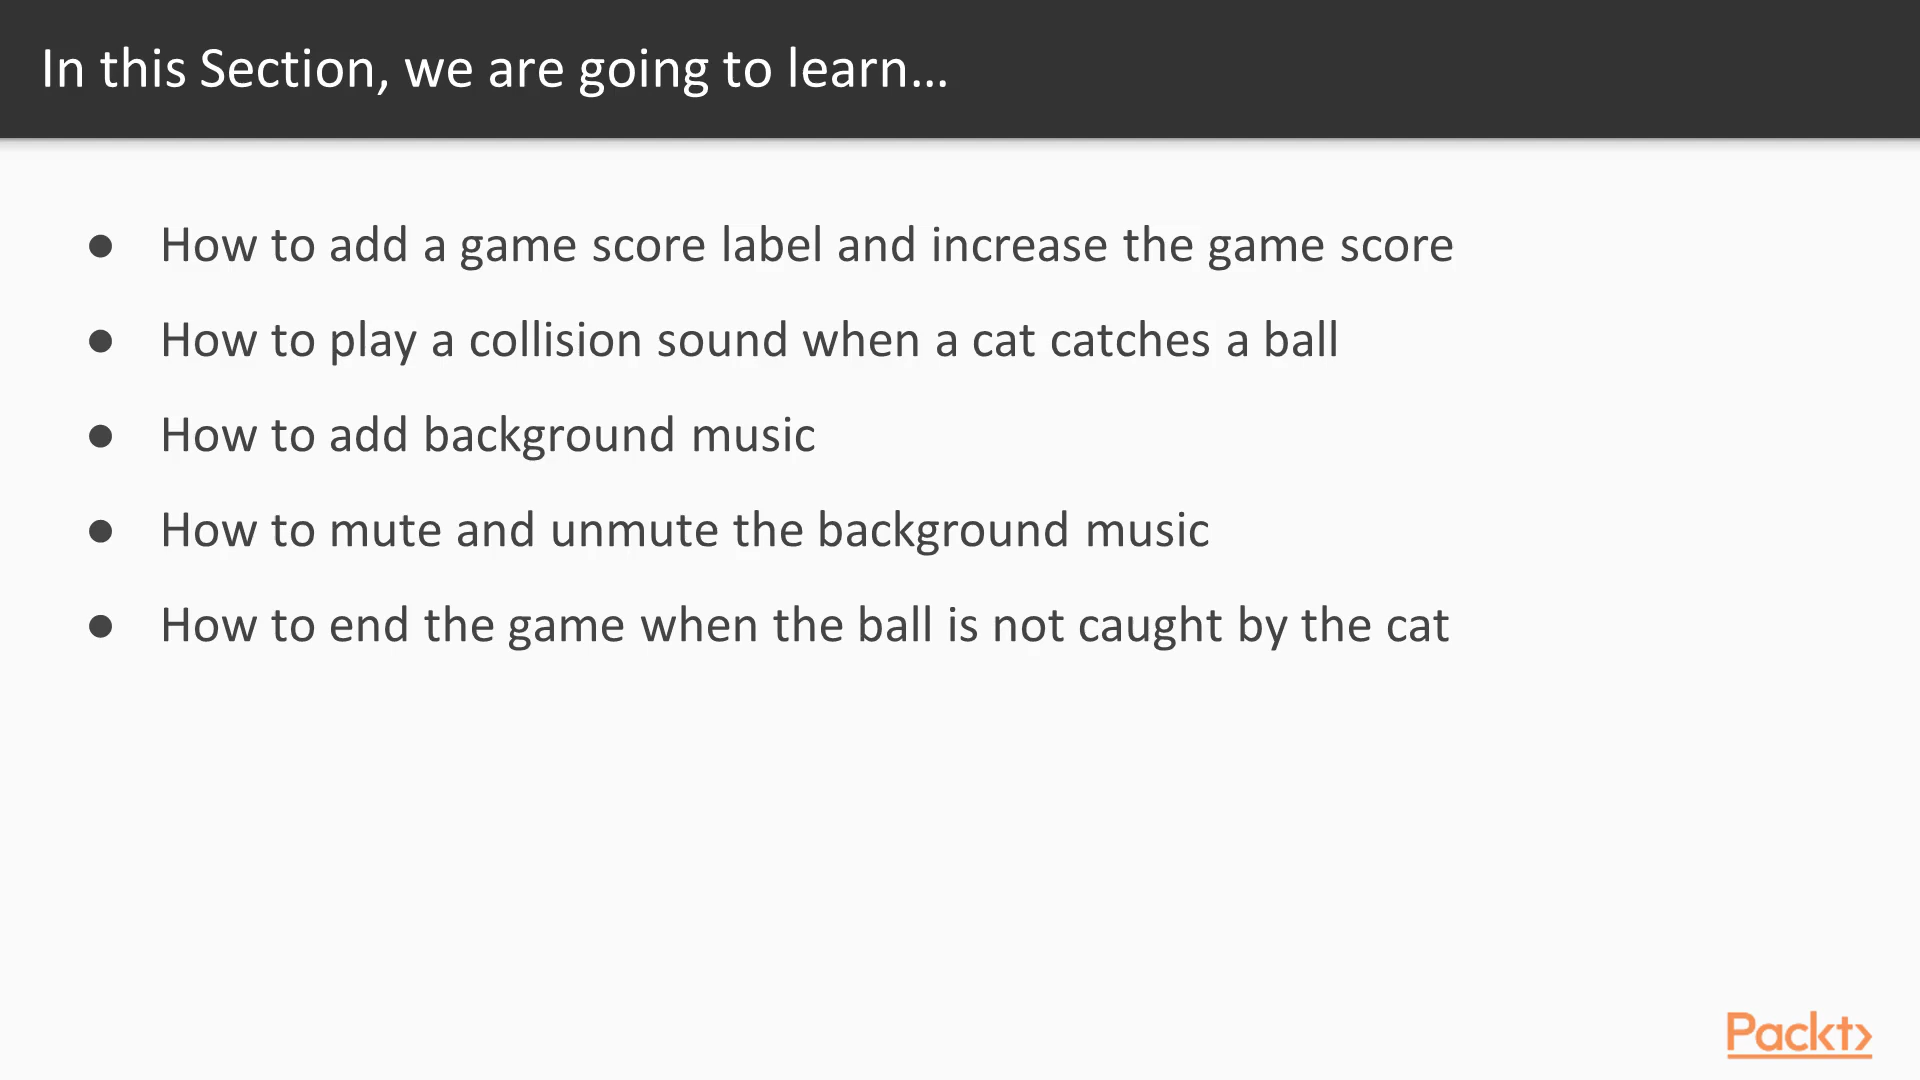 In this Section, we are going to learn…
● How to add a game score label and increase the game score
● How to play a collision sound when a cat catches a ball
● How to add background music
● How to mute and unmute the background music
● How to end the game when the ball is not caught by the cat
Packt>